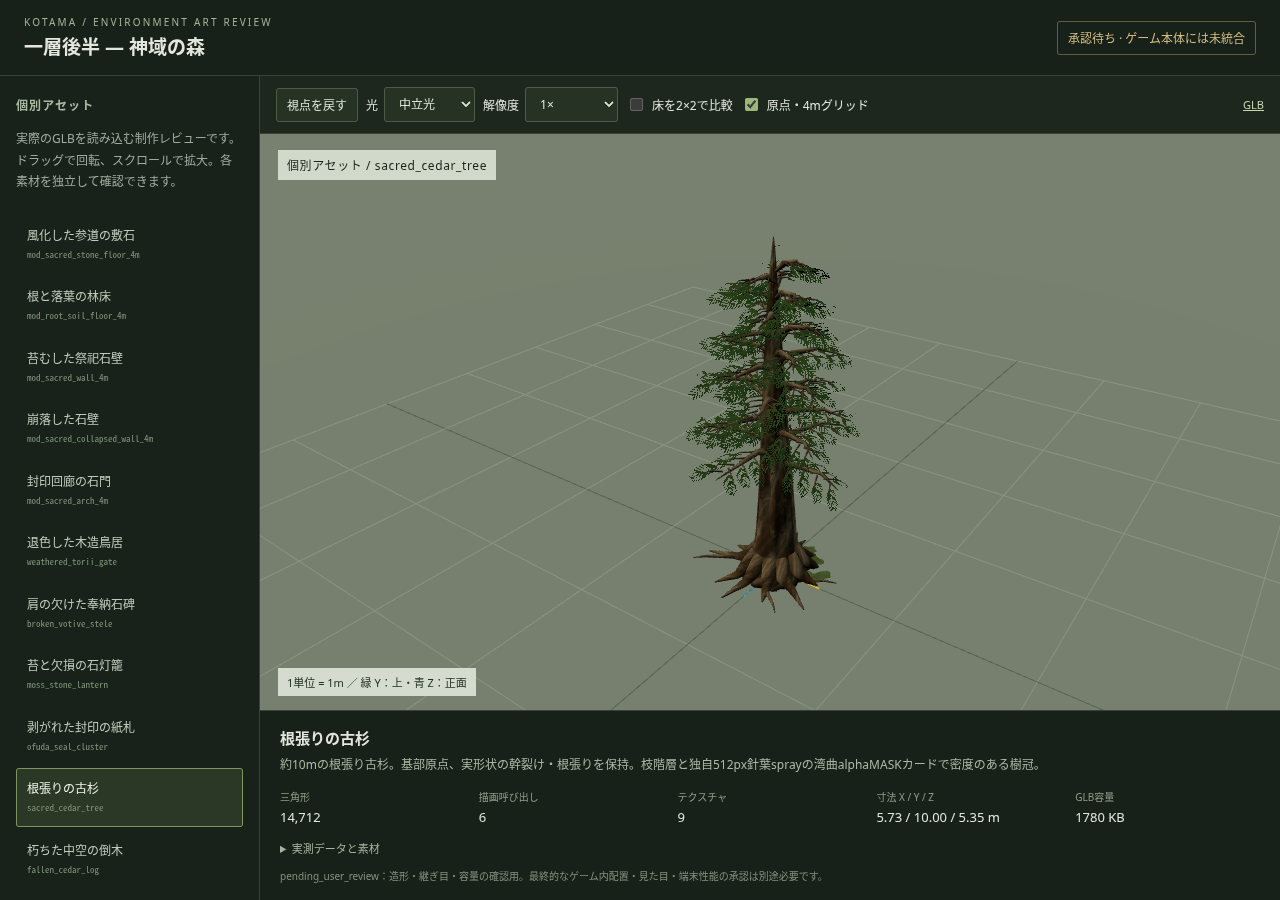 KOTAMA / ENVIRONMENT ART REVIEW
一層後半 — 神域の森
承認待ち · ゲーム本体には未統合
個別アセット
実際のGLBを読み込む制作レビューです。
ドラッグで回転、スクロールで拡大。各
素材を独立して確認できます。
風化した参道の敷石
mod_sacred_stone_floor_4m
根と落葉の林床
mod_root_soil_floor_4m
苔むした祭祀石壁
mod_sacred_wall_4m
崩落した石壁
mod_sacred_collapsed_wall_4m
封印回廊の石門
mod_sacred_arch_4m
退色した木造鳥居
weathered_torii_gate
肩の欠けた奉納石碑
broken_votive_stele
苔と欠損の石灯籠
moss_stone_lantern
剥がれた封印の紙札
ofuda_seal_cluster
根張りの古杉
sacred_cedar_tree
朽ちた中空の倒木
fallen_cedar_log
視点を戻す 光 中立光 解像度 1× 床を2×2で比較 原点・4mグリッド GLB
個別アセット / sacred_cedar_tree
1単位 = 1m ／ 緑 Y：上・青 Z：正面
根張りの古杉
約10mの根張り古杉。基部原点、実形状の幹裂け・根張りを保持。枝階層と独自512px針葉sprayの湾曲alphaMASKカードで密度のある樹冠。
三角形 描画呼び出し テクスチャ 寸法 X / Y / Z GLB容量
14,712 6 9 5.73 / 10.00 / 5.35 m 1780 KB
▶ 実測データと素材
pending_user_review：造形・継ぎ目・容量の確認用。最終的なゲーム内配置・見た目・端末性能の承認は別途必要です。